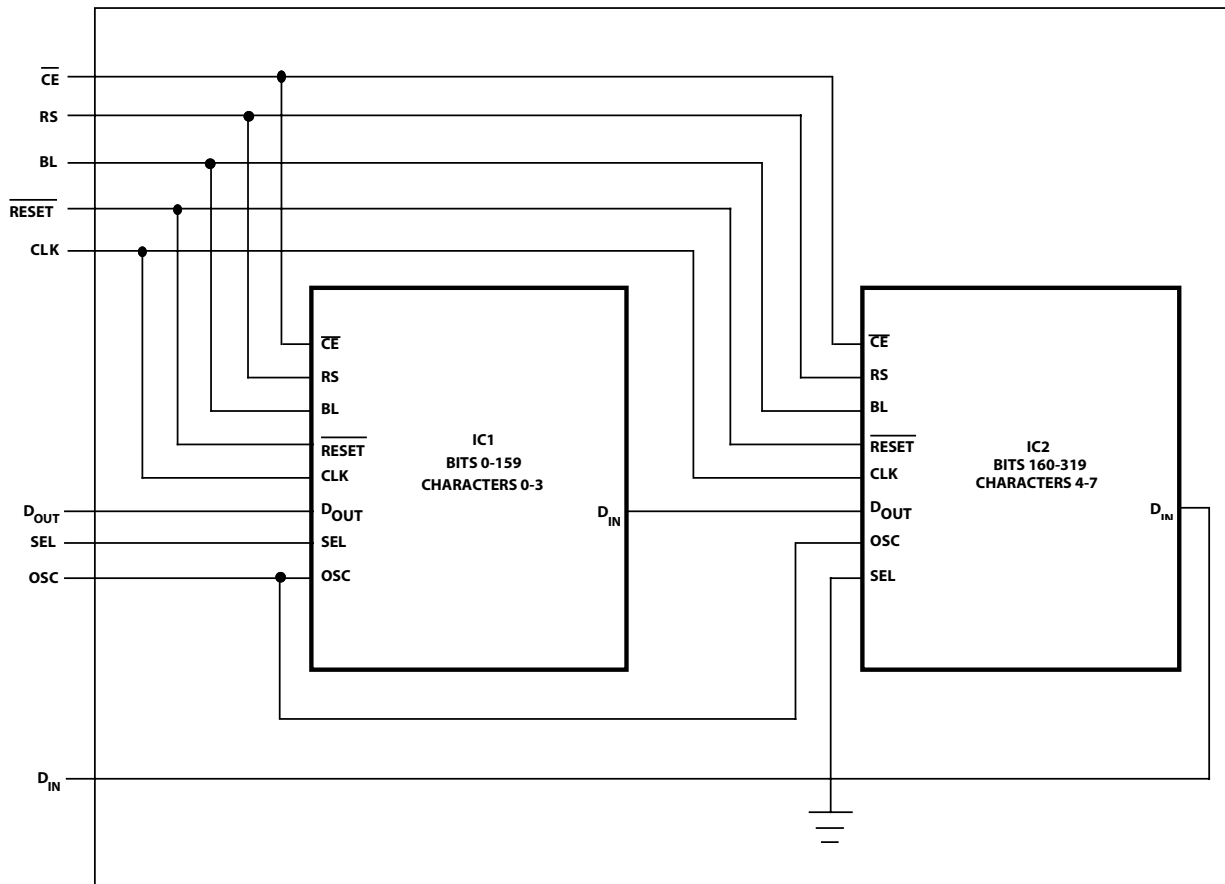 CE
RS
BL
RESET
CLK
DOUT
SEL
OSC
DIN
CE
RS
BL
RESET
CLK
DOUT
SEL
OSC
IC1
BITS 0-159
CHARACTERS 0-3
DIN
CE
RS
BL
RESET
CLK
DOUT
OSC
SEL
IC2
BITS 160-319
CHARACTERS 4-7
DIN